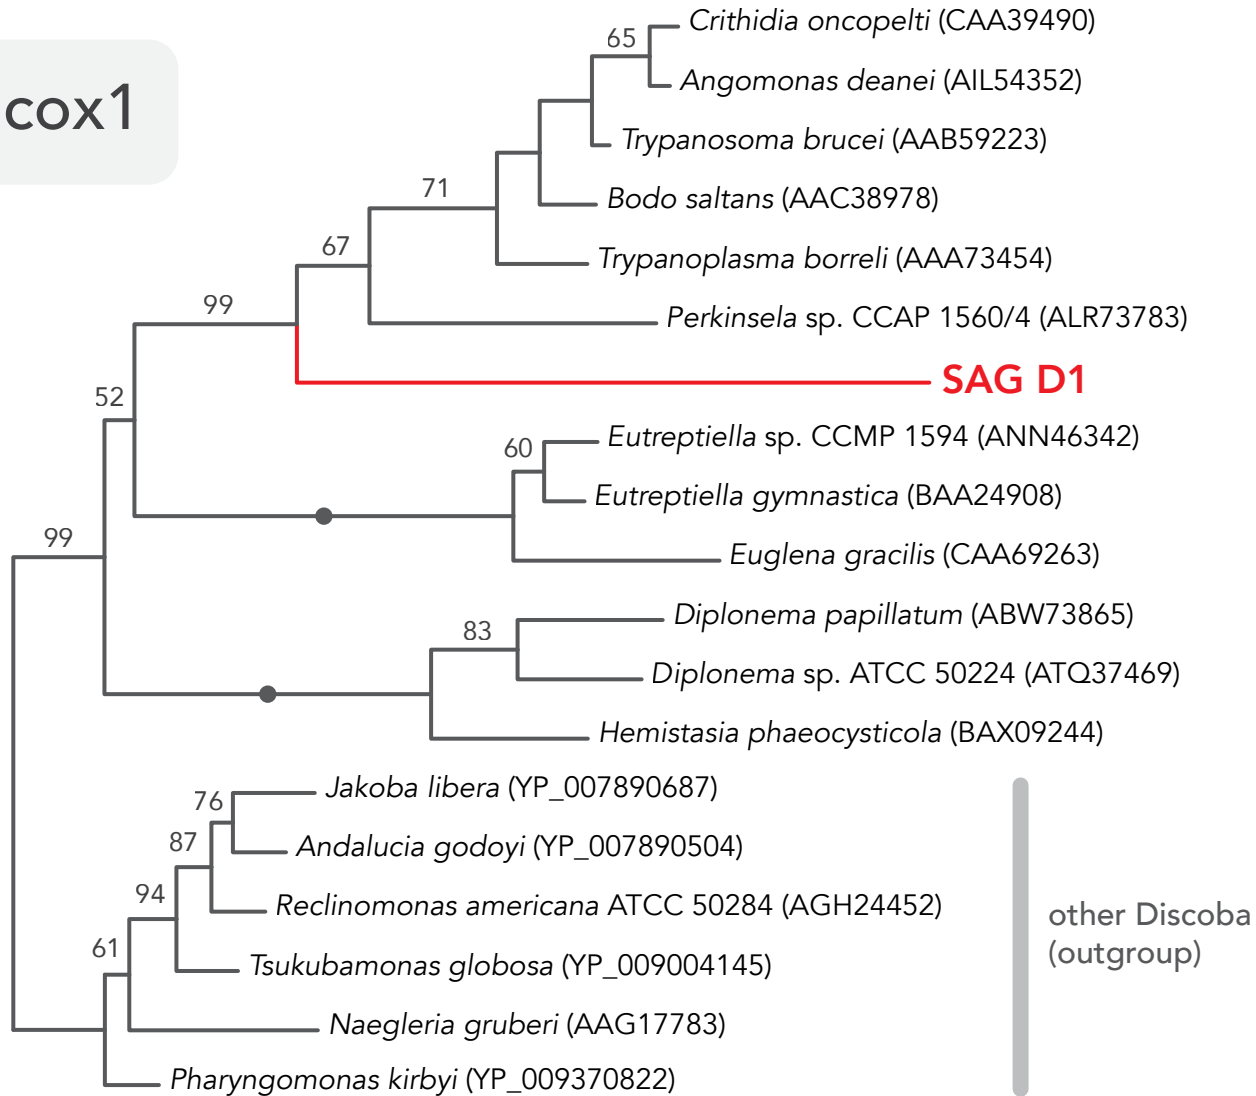 cox1
65
Crithidia oncopelti (CAA39490)
Angomonas deanei (AIL54352)
Trypanosoma brucei (AAB59223)
71
Bodo saltans (AAC38978)
67
Trypanoplasma borreli (AAA73454)
99
Perkinsela sp. CCAP 1560/4 (ALR73783)
SAG D1
52
60
Eutreptiella sp. CCMP 1594 (ANN46342)
Eutreptiella gymnastica (BAA24908)
99
Euglena gracilis (CAA69263)
83
Diplonema papillatum (ABW73865)
Diplonema sp. ATCC 50224 (ATQ37469)
Hemistasia phaeocysticola (BAX09244)
76
Jakoba libera (YP_007890687)
87
Andalucia godoyi (YP_007890504)
94
Reclinomonas americana ATCC 50284 (AGH24452)
61
Tsukubamonas globosa (YP_009004145)
Naegleria gruberi (AAG17783)
Pharyngomonas kirbyi (YP_009370822)
other Discoba
(outgroup)